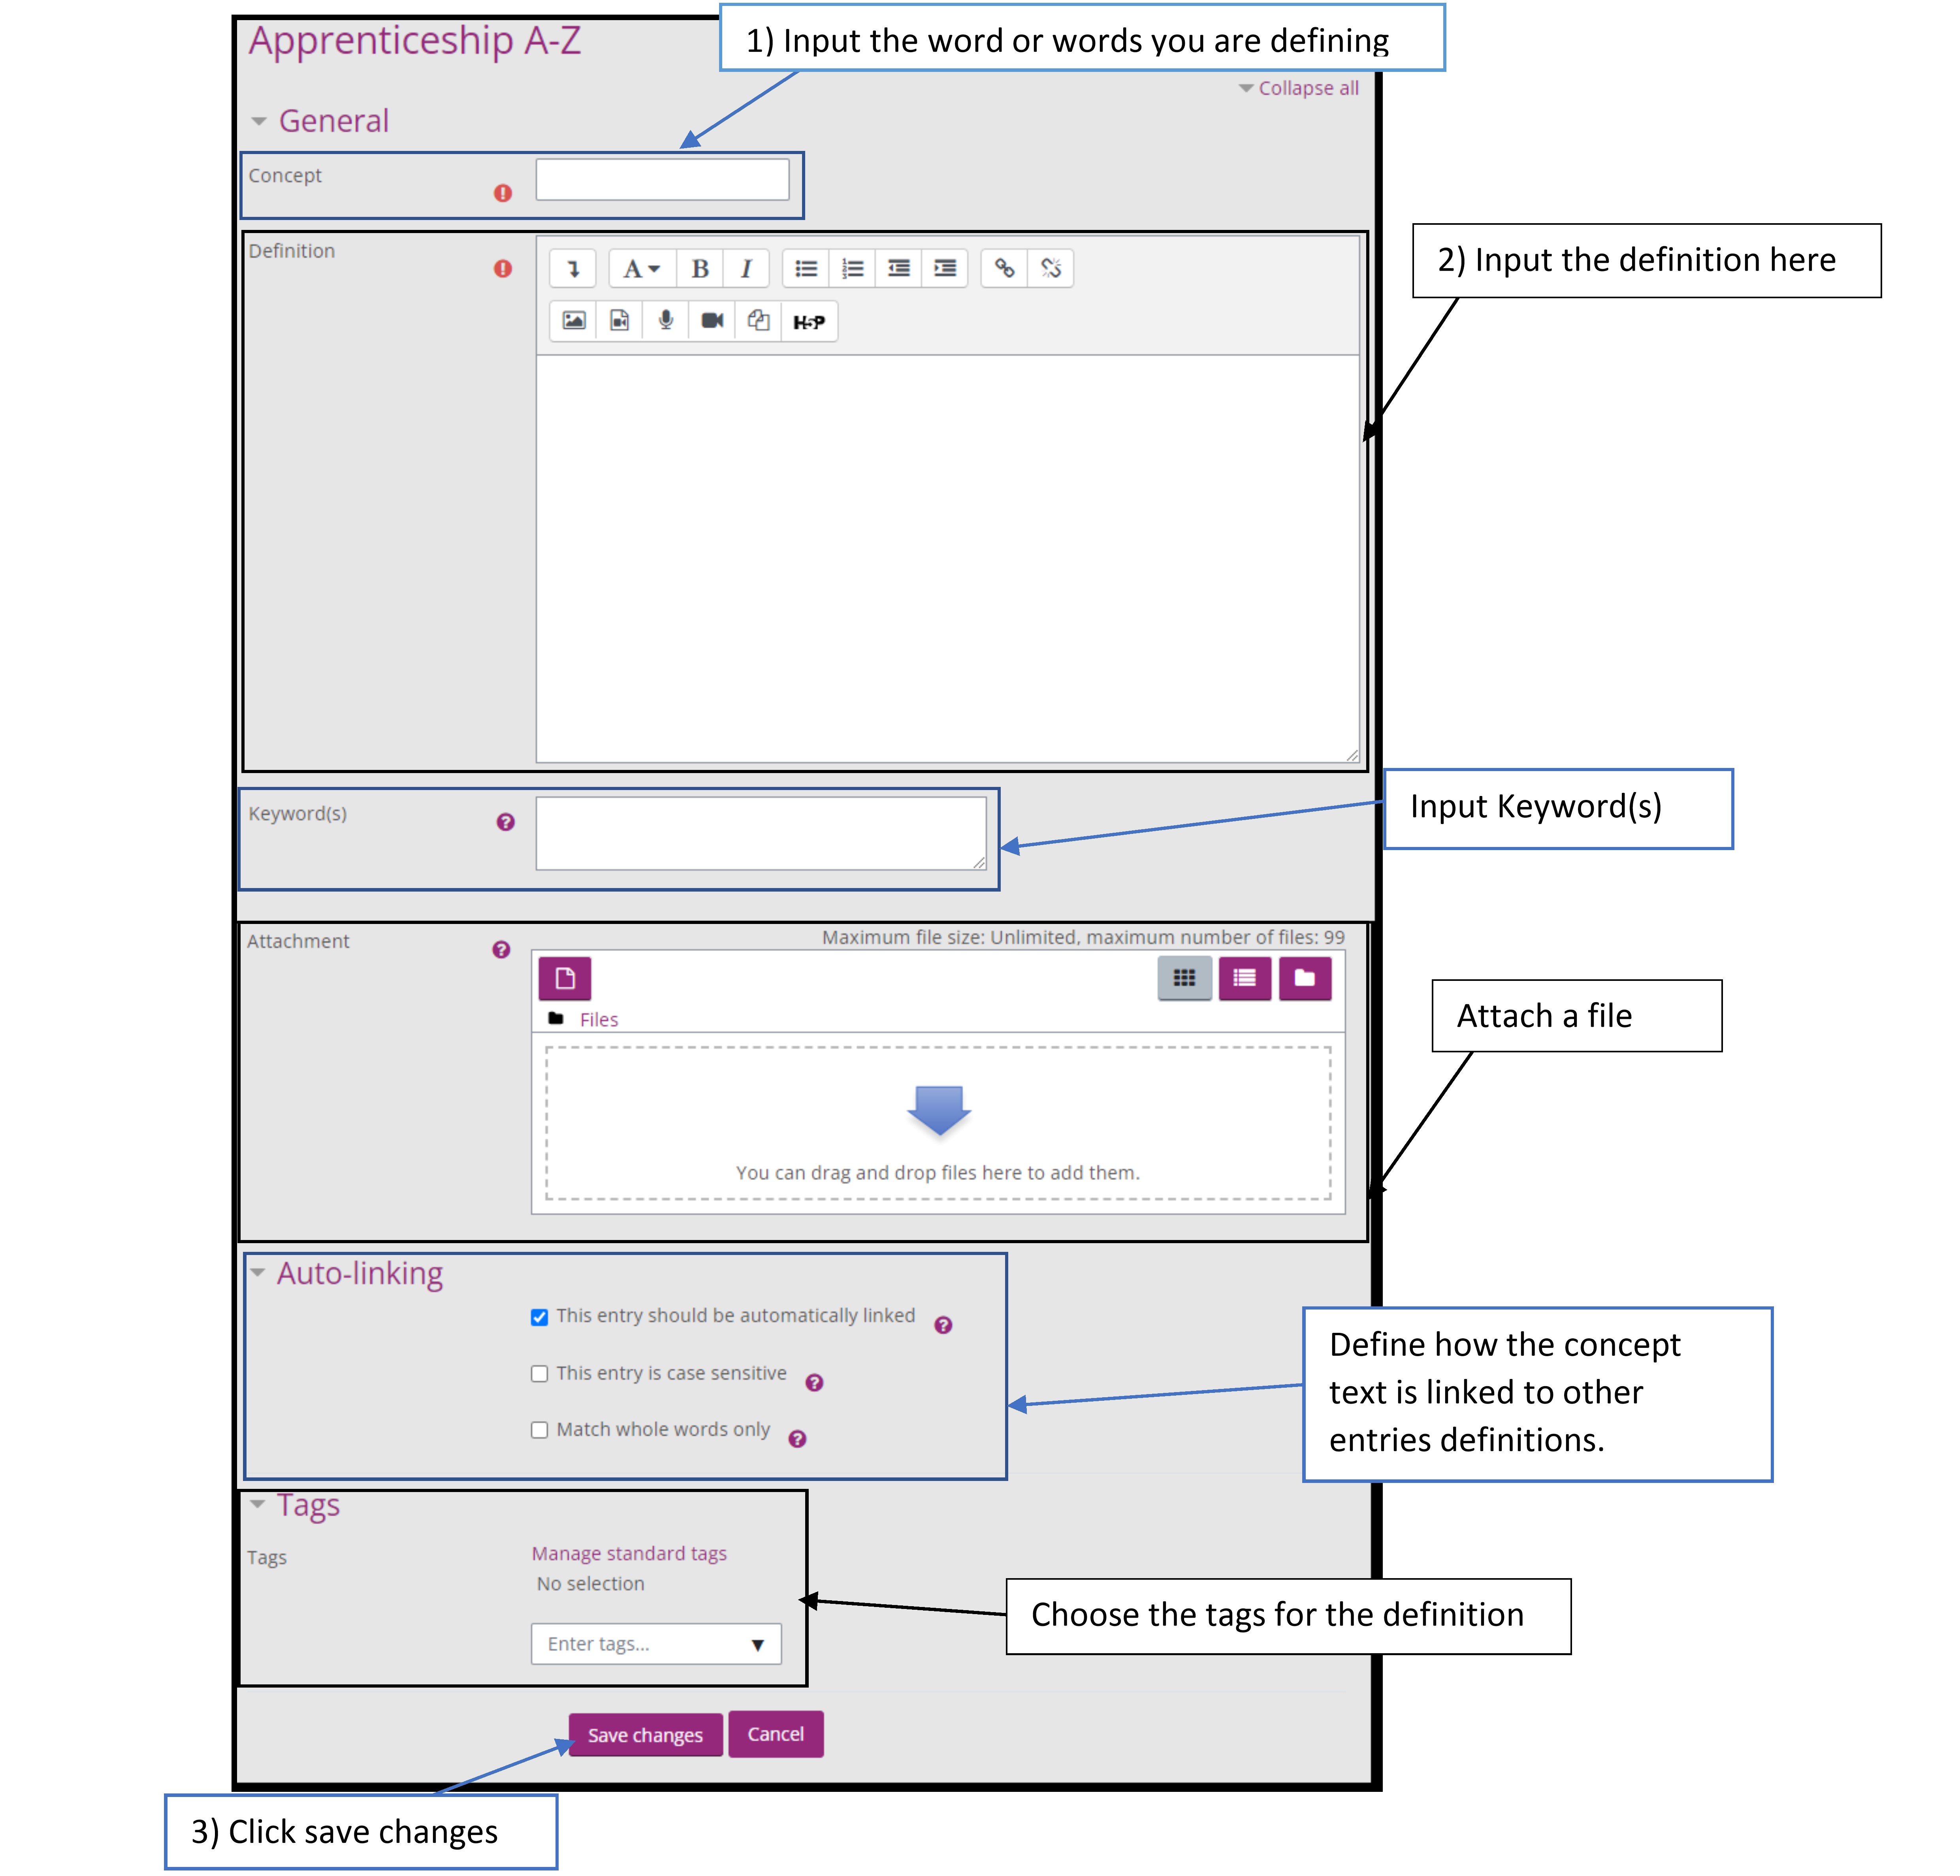 Apprenticeship A-Z
1) Input the word or words you are defining
Collapse all
General
Concept
Definition
2) Input the definition here
A B I
H5P
Keyword(s)
Input Keyword(s)
Attachment
Maximum file size: Unlimited, maximum number of files: 99
Files
Attach a file
You can drag and drop files here to add them.
Auto-linking
This entry should be automatically linked
This entry is case sensitive
Match whole words only
Define how the concept
text is linked to other
entries definitions.
Tags
Tags
Manage standard tags
No selection
Enter tags...
Choose the tags for the definition
Save changes
Cancel
3) Click save changes